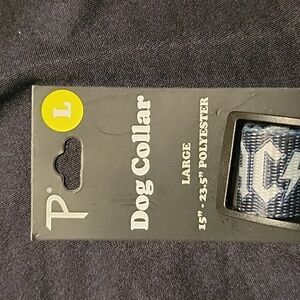 L
P®
Dog Collar
LARGE
15" - 23.5" POLYESTER
C